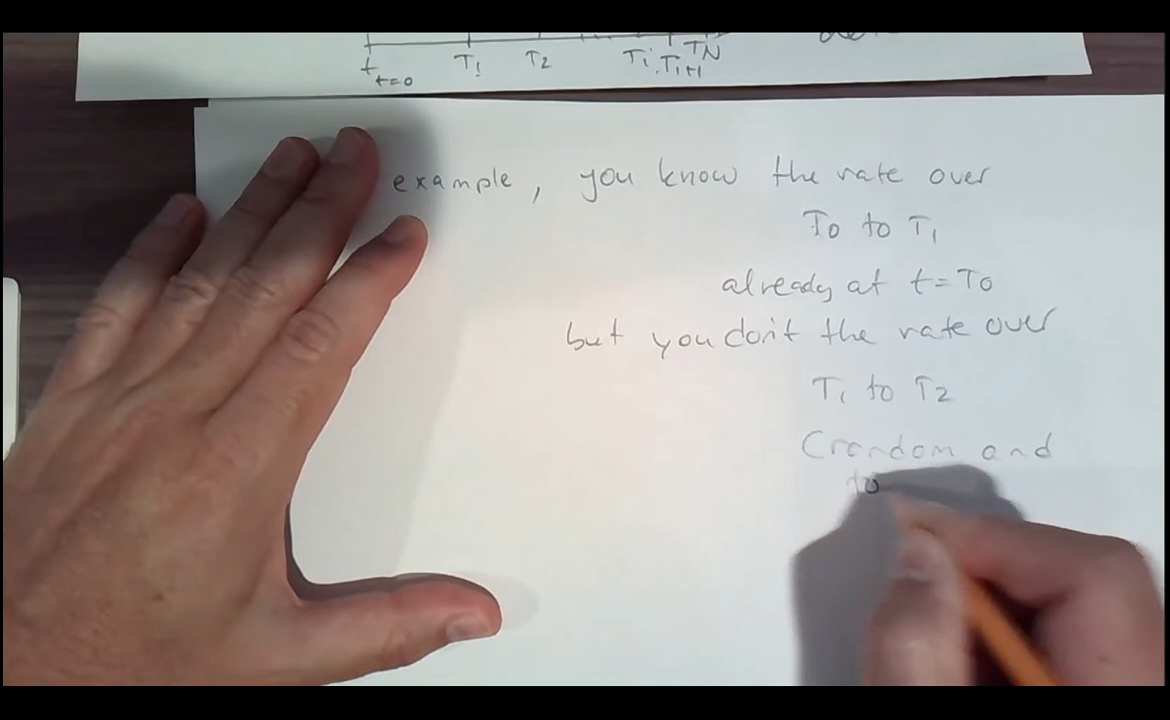 t T1 T2 Ti Ti+1 TN
t=0
example, you know the rate over
T0 to T1
already at t=T0
but you don't the rate over
T1 to T2
(random and
to